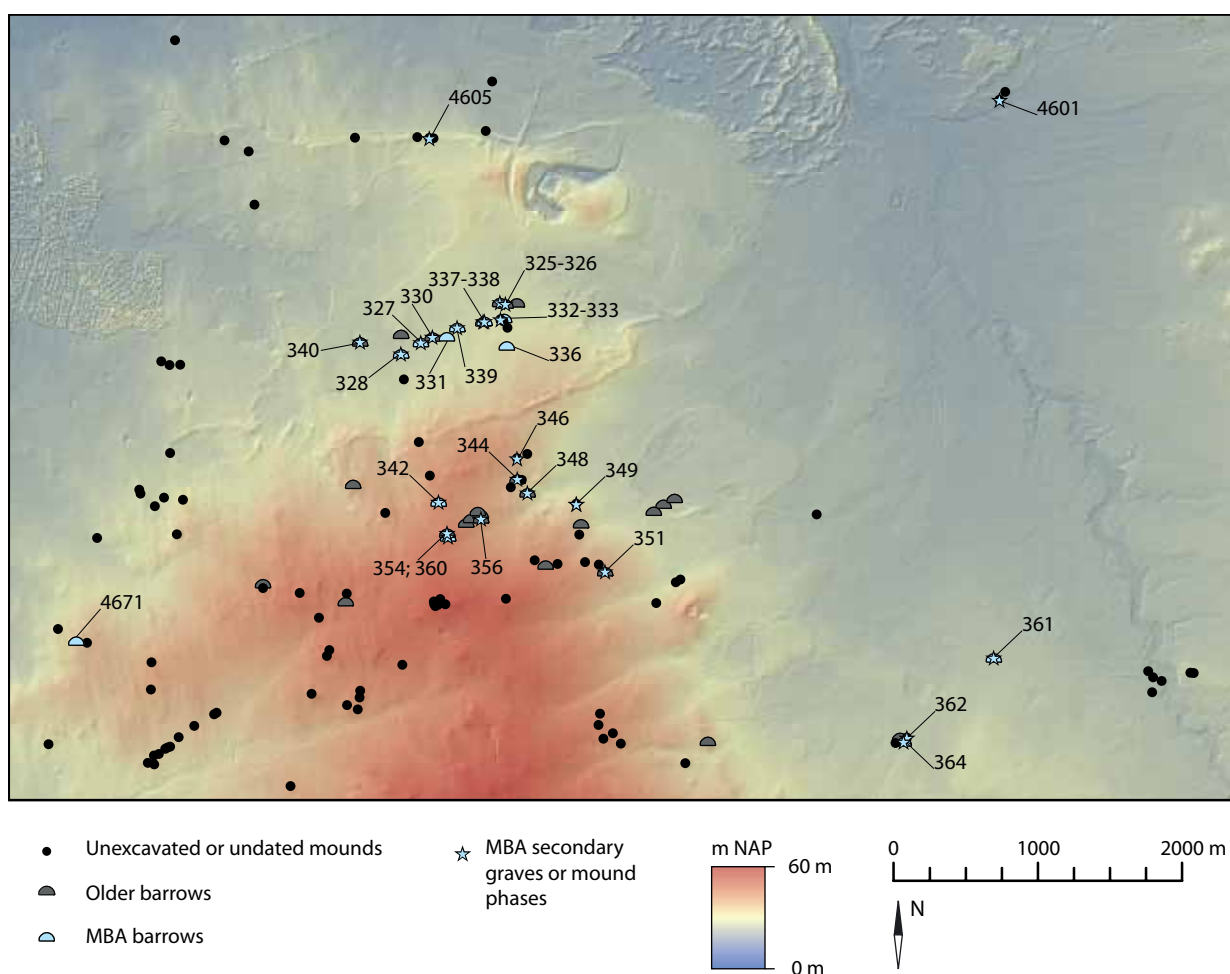 4605
4601
325-326
337-338
330
332-333
327
340
336
328
331
339
346
344
348
349
342
351
354; 360
356
4671
361
362
364
Unexcavated or undated mounds
Older barrows
MBA barrows
MBA secondary
graves or mound
phases
m NAP
60 m
0 m
0
1000
2000 m
N